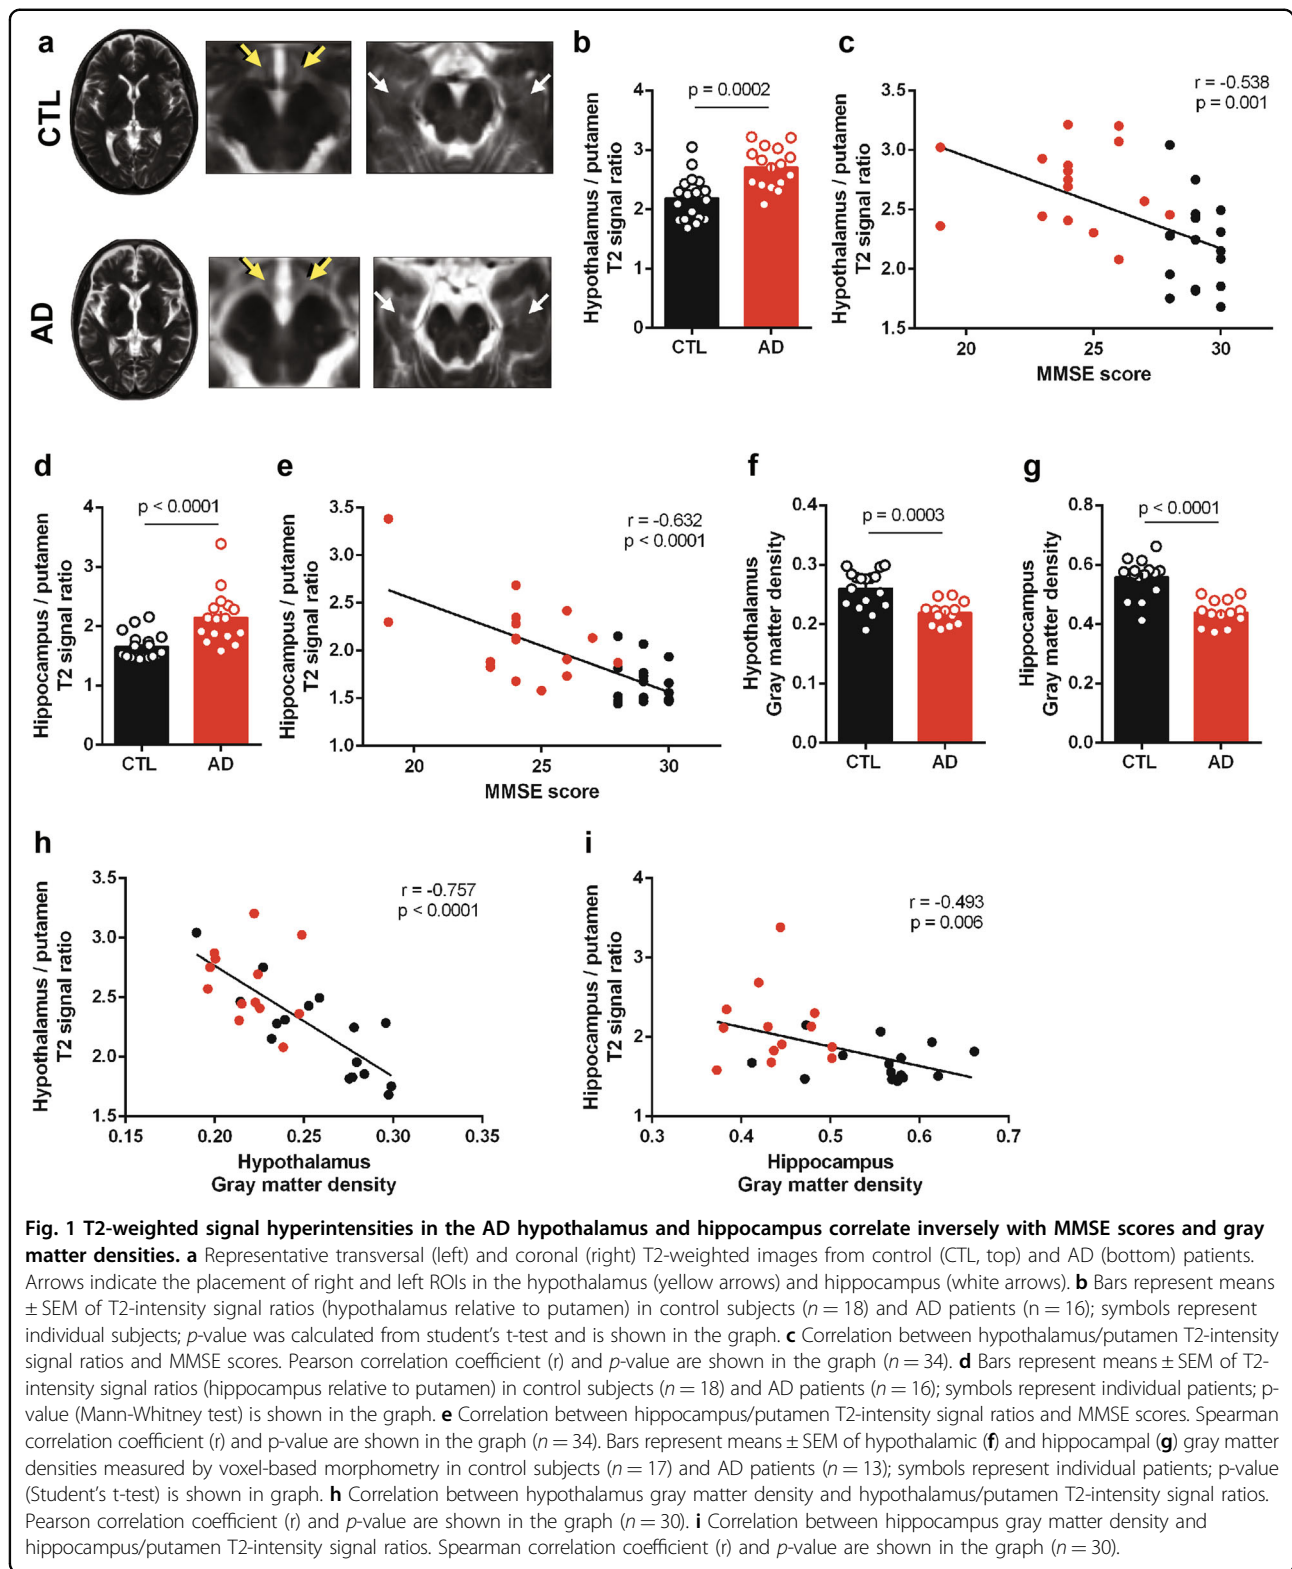 a
CTL
AD
b
p = 0.0002
Hypothalamus / putamen
T2 signal ratio
4
3
2
1
0
CTL AD
c
r = -0.538
p = 0.001
Hypothalamus / putamen
T2 signal ratio
3.5
3.0
2.5
2.0
1.5
20 25 30
MMSE score
d
p < 0.0001
Hippocampus / putamen
T2 signal ratio
4
3
2
1
0
CTL AD
e
r = -0.632
p < 0.0001
Hippocampus / putamen
T2 signal ratio
3.5
3.0
2.5
2.0
1.5
1.0
20 25 30
MMSE score
f
p = 0.0003
Hypothalamus
Gray matter density
0.4
0.3
0.2
0.1
0.0
CTL AD
g
p < 0.0001
Hippocampus
Gray matter density
0.8
0.6
0.4
0.2
0.0
CTL AD
h
r = -0.757
p < 0.0001
Hypothalamus / putamen
T2 signal ratio
3.5
3.0
2.5
2.0
1.5
0.15 0.20 0.25 0.30 0.35
Hypothalamus
Gray matter density
i
r = -0.493
p = 0.006
Hippocampus / putamen
T2 signal ratio
4
3
2
1
0.3 0.4 0.5 0.6 0.7
Hippocampus
Gray matter density
Fig. 1 T2-weighted signal hyperintensities in the AD hypothalamus and hippocampus correlate inversely with MMSE scores and gray
matter densities. a Representative transversal (left) and coronal (right) T2-weighted images from control (CTL, top) and AD (bottom) patients.
Arrows indicate the placement of right and left ROIs in the hypothalamus (yellow arrows) and hippocampus (white arrows). b Bars represent means
± SEM of T2-intensity signal ratios (hypothalamus relative to putamen) in control subjects (n = 18) and AD patients (n = 16); symbols represent
individual subjects; p-value was calculated from student's t-test and is shown in the graph. c Correlation between hypothalamus/putamen T2-intensity
signal ratios and MMSE scores. Pearson correlation coefficient (r) and p-value are shown in the graph (n = 34). d Bars represent means ± SEM of T2-
intensity signal ratios (hippocampus relative to putamen) in control subjects (n = 18) and AD patients (n = 16); symbols represent individual patients; p-
value (Mann-Whitney test) is shown in the graph. e Correlation between hippocampus/putamen T2-intensity signal ratios and MMSE scores. Spearman
correlation coefficient (r) and p-value are shown in the graph (n = 34). Bars represent means ± SEM of hypothalamic (f) and hippocampal (g) gray matter
densities measured by voxel-based morphometry in control subjects (n = 17) and AD patients (n = 13); symbols represent individual patients; p-value
(Student's t-test) is shown in graph. h Correlation between hypothalamus gray matter density and hypothalamus/putamen T2-intensity signal ratios.
Pearson correlation coefficient (r) and p-value are shown in the graph (n = 30). i Correlation between hippocampus gray matter density and
hippocampus/putamen T2-intensity signal ratios. Spearman correlation coefficient (r) and p-value are shown in the graph (n = 30).